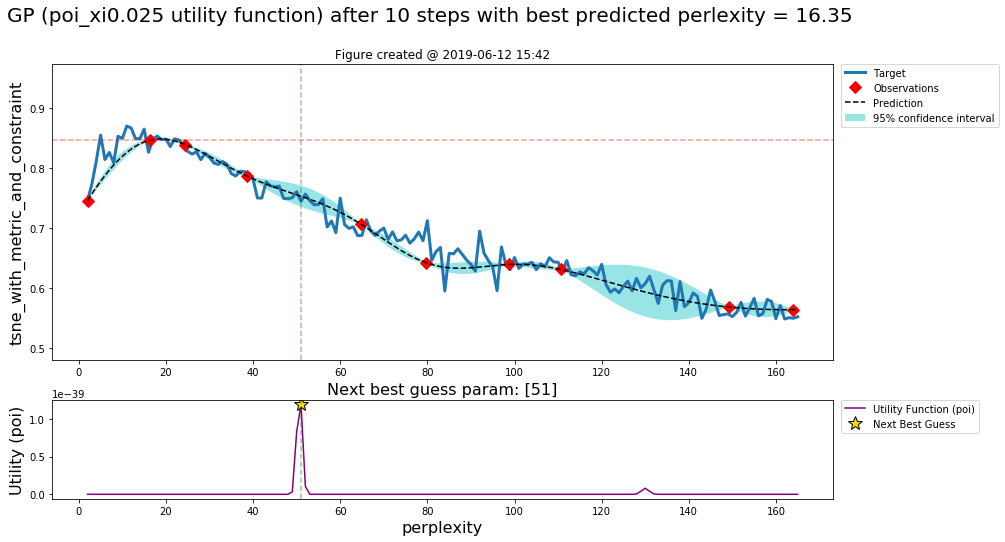 GP (poi_xi0.025 utility function) after 10 steps with best predicted perlexity = 16.35
Figure created @ 2019-06-12 15:42
tsne_with_metric_and_constraint
0.9
0.8
0.7
0.6
0.5
0 20 40 60 80 100 120 140 160
Target
Observations
Prediction
95% confidence interval
Next best guess param: [51]
1e−39
Utility (poi)
1.0
0.5
0.0
0 20 40 60 80 100 120 140 160
perplexity
Utility Function (poi)
Next Best Guess